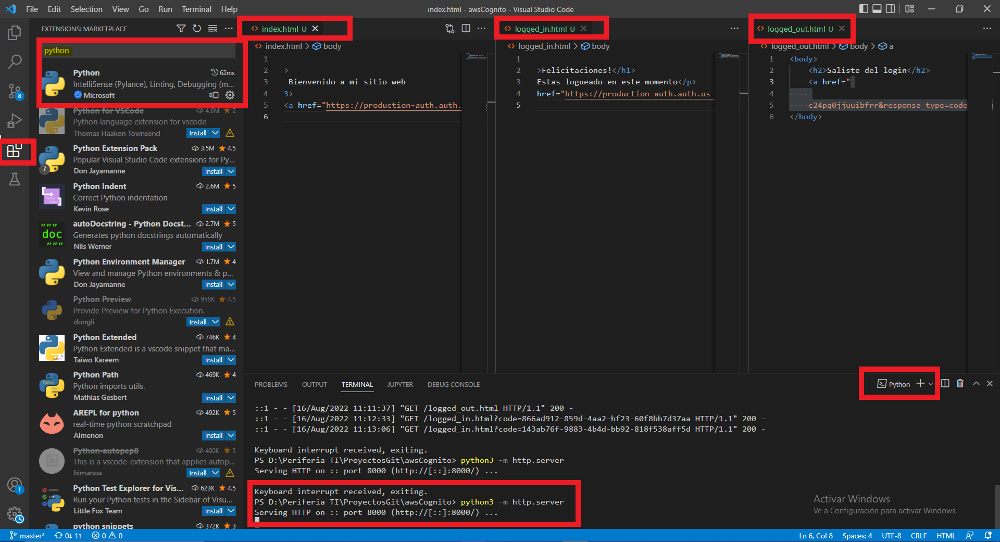 File Edit Selection View Go Run Terminal Help
index.html - awsCognito - Visual Studio Code
EXTENSIONS: MARKETPLACE
python
Python 62ms
IntelliSense (Pylance), Linting, Debugging (m...
Microsoft
Python for VSCode 4.6M 2
Python language extension for vscode
Thomas Haakon Townsend Install
Python Extension Pack 3.5M 4.5
Popular Visual Studio Code extensions for Py...
7
Don Jayamanne Install
Python Indent 2.6M 5
Correct Python indentation
Kevin Rose Install
autoDocstring - Python Docst... 2.7M 5
""" doc """
Generates python docstrings automatically
Nils Werner Install
Python Environment Manager 1.7M 4
View and manage Python environments & p...
Don Jayamanne Install
Python Preview 958K 4.5
Provide Preview for Python Execution.
dongli Install
Python Extended 746K 4
Python Extended is a vscode snippet that ma...
Taiwo Kareem Install
Python Path 469K 4
Python imports utils.
Mathias Gesbert Install
AREPL for python 492K 5
real-time python scratchpad
Almenon Install
Python-autopep8 400K 3
This is a vscode-extension that applies autop...
himanoa Install
Python Test Explorer for Vis... 623K 4.5
Run your Python tests in the Sidebar of Visu...
Little Fox Team Install
python snippets 372K 3
8
1
index.html U
index.html > body
1
2 >
3 Bienvenido a mi sitio web
4 3>
5 <a href="https://production-auth.auth.
6
logged_in.html U
logged_in.html > body
1
2 >Felicitaciones!</h1>
3 Estas logueado en este momento</p>
4 href="https://production-auth.auth.us-
5
logged_out.html U
logged_out.html > body > a
1 <body>
2 <h2>Saliste del login</h2>
3 <a href="
4 ····
5 ····c24pq0jjuuibfrr&response_type=code
6 </body>
PROBLEMS OUTPUT TERMINAL JUPYTER DEBUG CONSOLE
Python
::1 - - [16/Aug/2022 11:11:37] "GET /logged_out.html HTTP/1.1" 200 -
::1 - - [16/Aug/2022 11:12:33] "GET /logged_in.html?code=866ad912-859d-4aa2-bf23-60f8bb7d37aa HTTP/1.1" 200 -
::1 - - [16/Aug/2022 11:13:06] "GET /logged_in.html?code=143ab76f-9883-4b4d-bb92-818f538aff5d HTTP/1.1" 200 -
Keyboard interrupt received, exiting.
PS D:\Periferia TI\ProyectosGit\awsCognito> python3 -m http.server
Serving HTTP on :: port 8000 (http://[::]:8000/) ...
Keyboard interrupt received, exiting.
PS D:\Periferia TI\ProyectosGit\awsCognito> python3 -m http.server
Serving HTTP on :: port 8000 (http://[::]:8000/) ...
Activar Windows
Ve a Configuración para activar Windows.
master* 0↓ 1↑ 0 0
Ln 6, Col 8 Spaces: 4 UTF-8 CRLF HTML